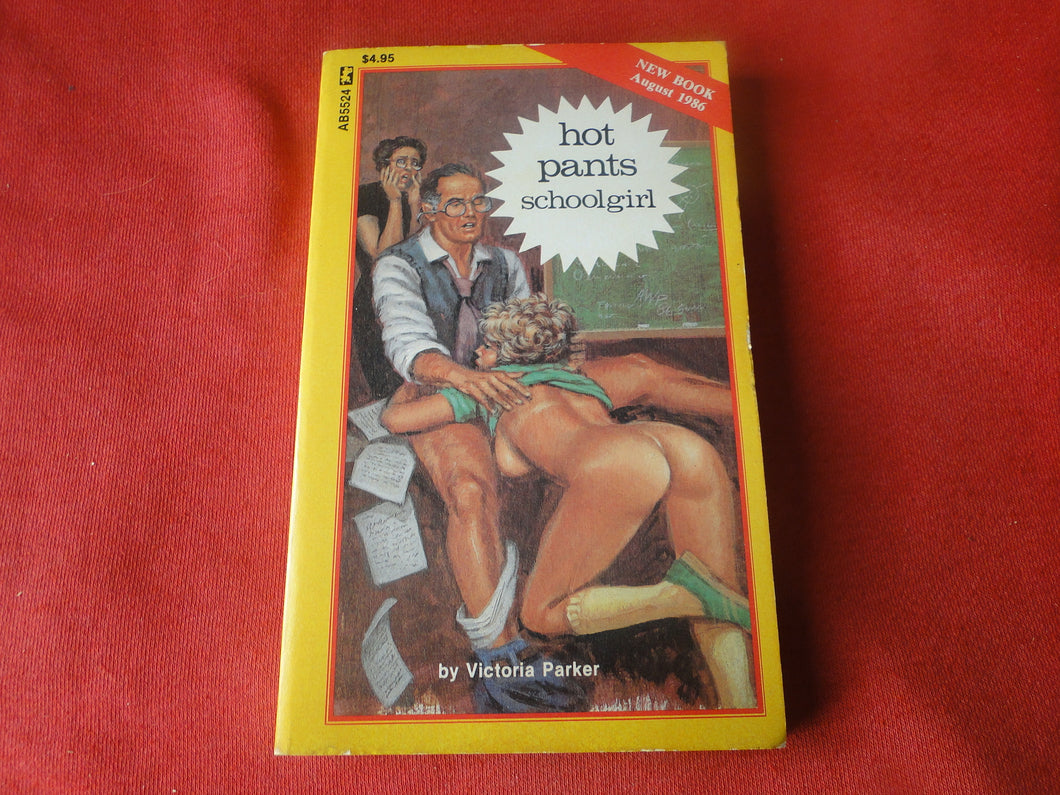 $4.95
AB5524
NEW BOOK
August 1986
hot
pants
schoolgirl
by Victoria Parker